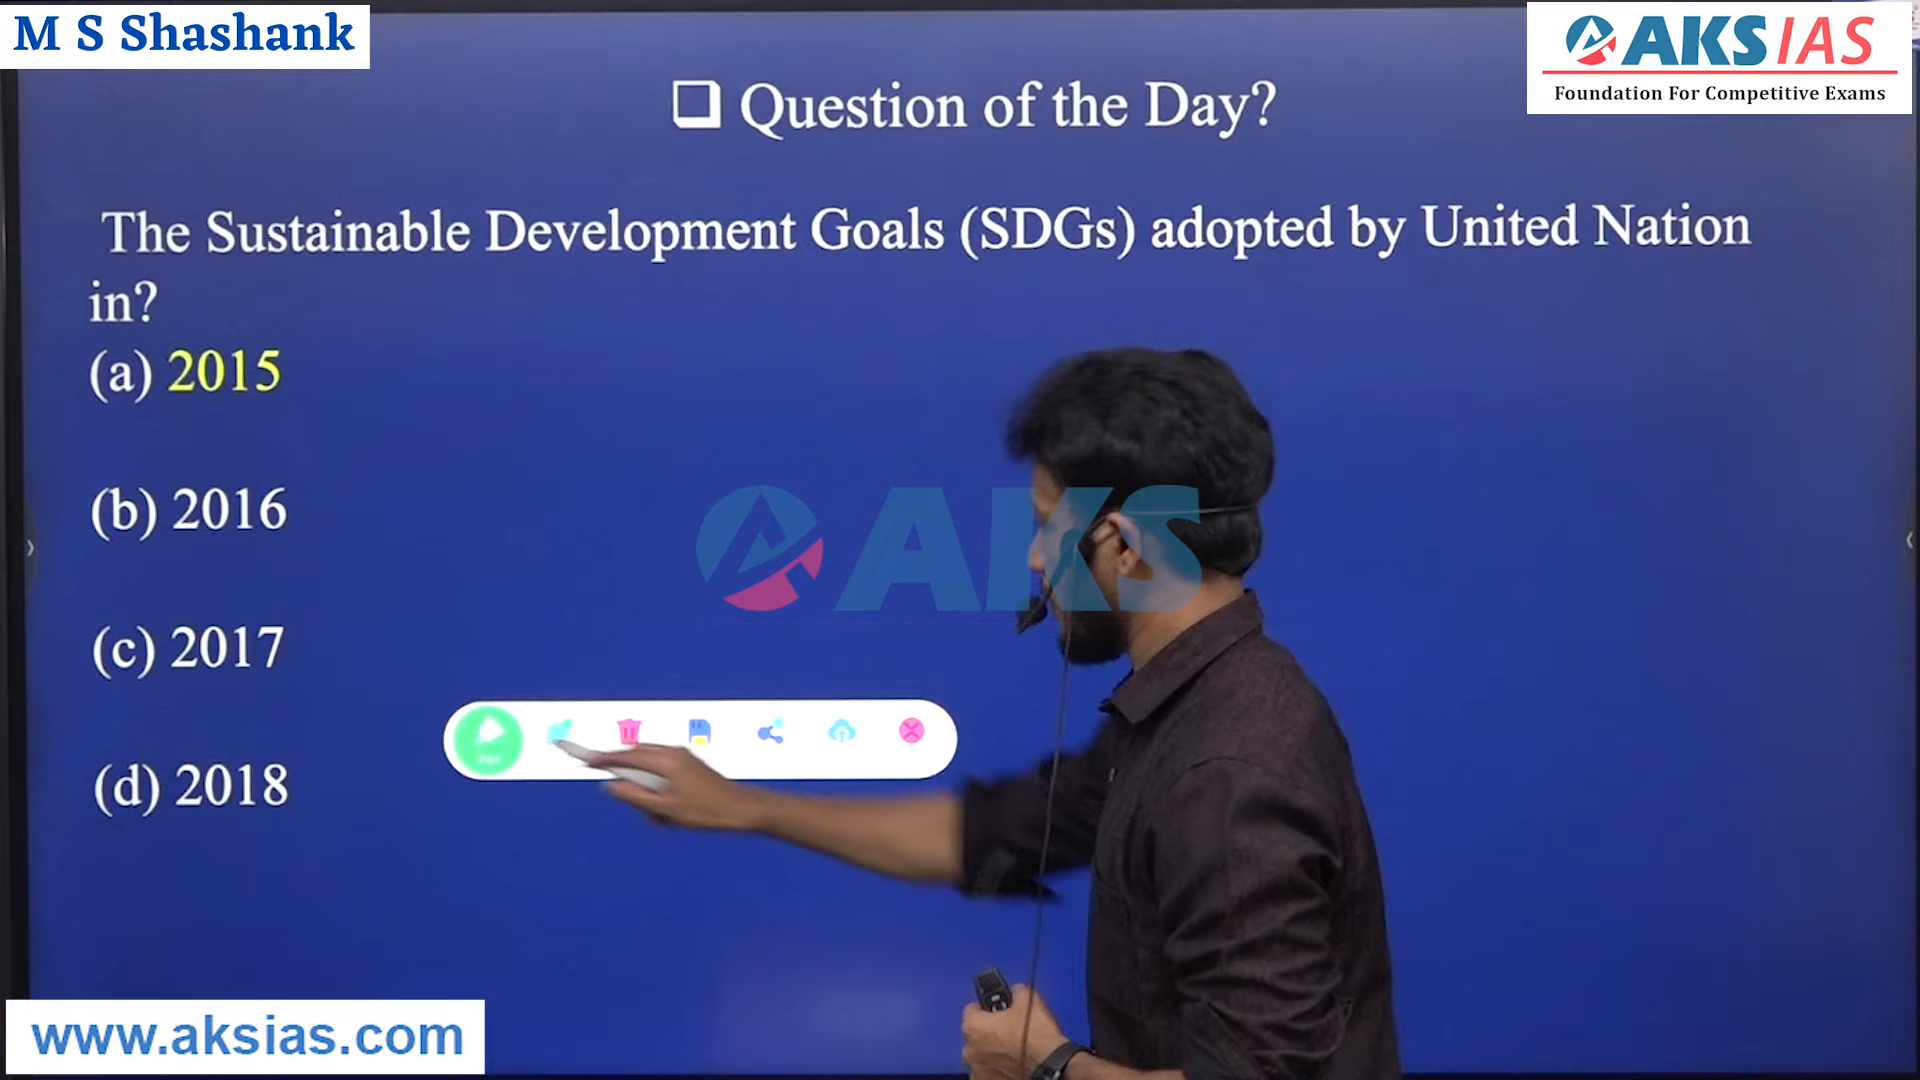 M S Shashank
AKS IAS
Foundation For Competitive Exams
Question of the Day?
The Sustainable Development Goals (SDGs) adopted by United Nation
in?
(a) 2015
(b) 2016
(c) 2017
(d) 2018
AKS
www.aksias.com